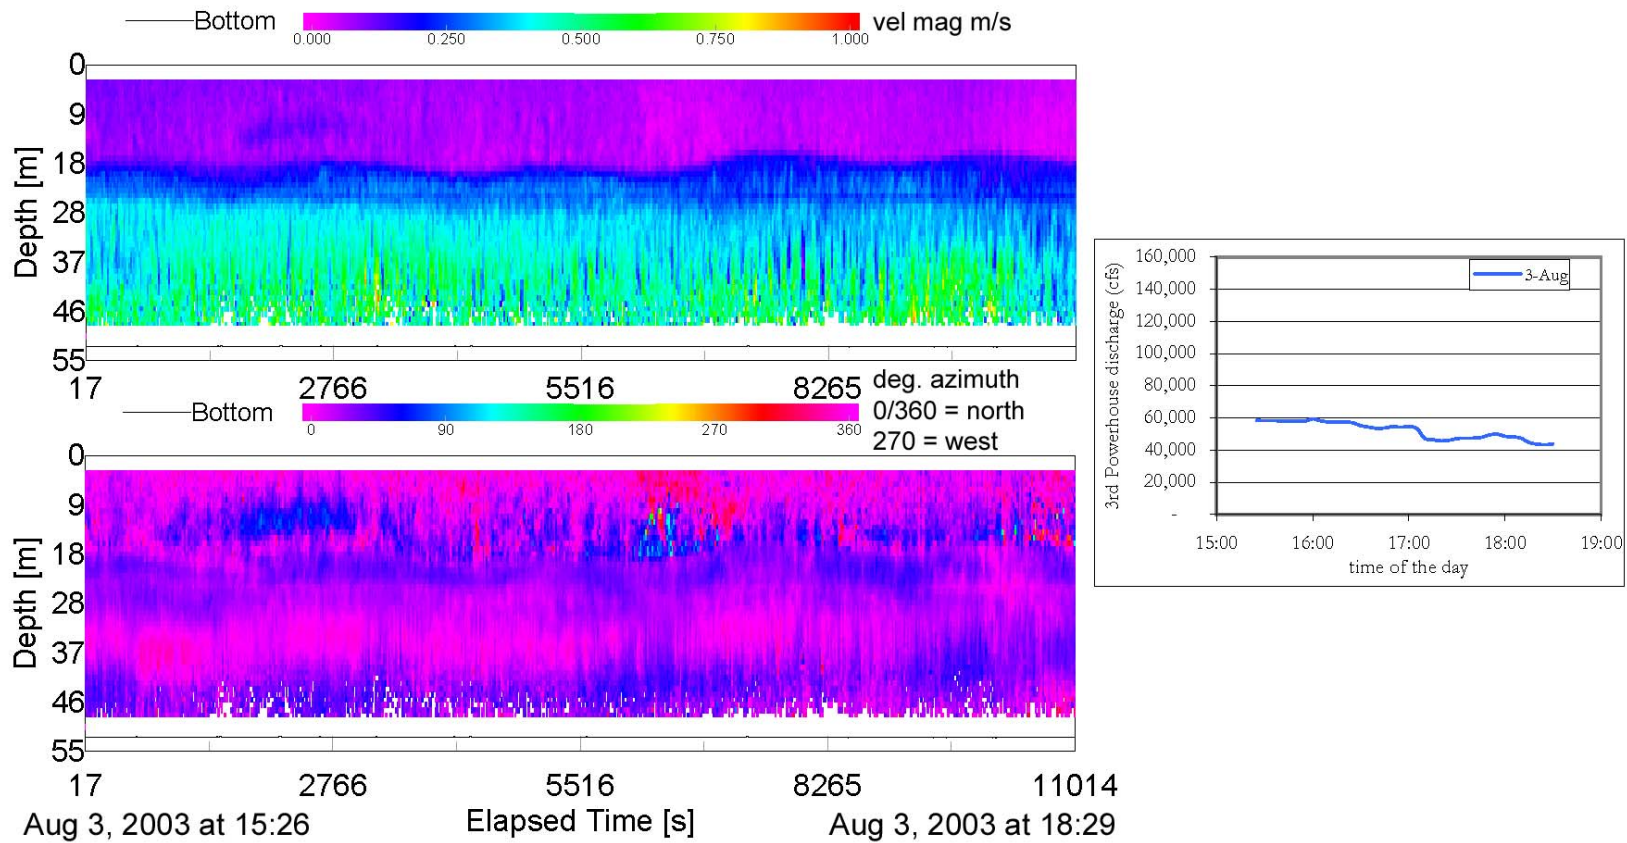 Bottom
0.000 0.250 0.500 0.750 1.000
vel mag m/s
Depth [m]
0
9
18
28
37
46
55
17 2766 5516 8265
deg. azimuth
0/360 = north
270 = west
Bottom
0 90 180 270 360
Depth [m]
0
9
18
28
37
46
55
17 2766 5516 8265 11014
Elapsed Time [s]
Aug 3, 2003 at 15:26
Aug 3, 2003 at 18:29
3rd Powerhouse discharge (cfs)
160,000
140,000
120,000
100,000
80,000
60,000
40,000
20,000
-
3-Aug
15:00 16:00 17:00 18:00 19:00
time of the day